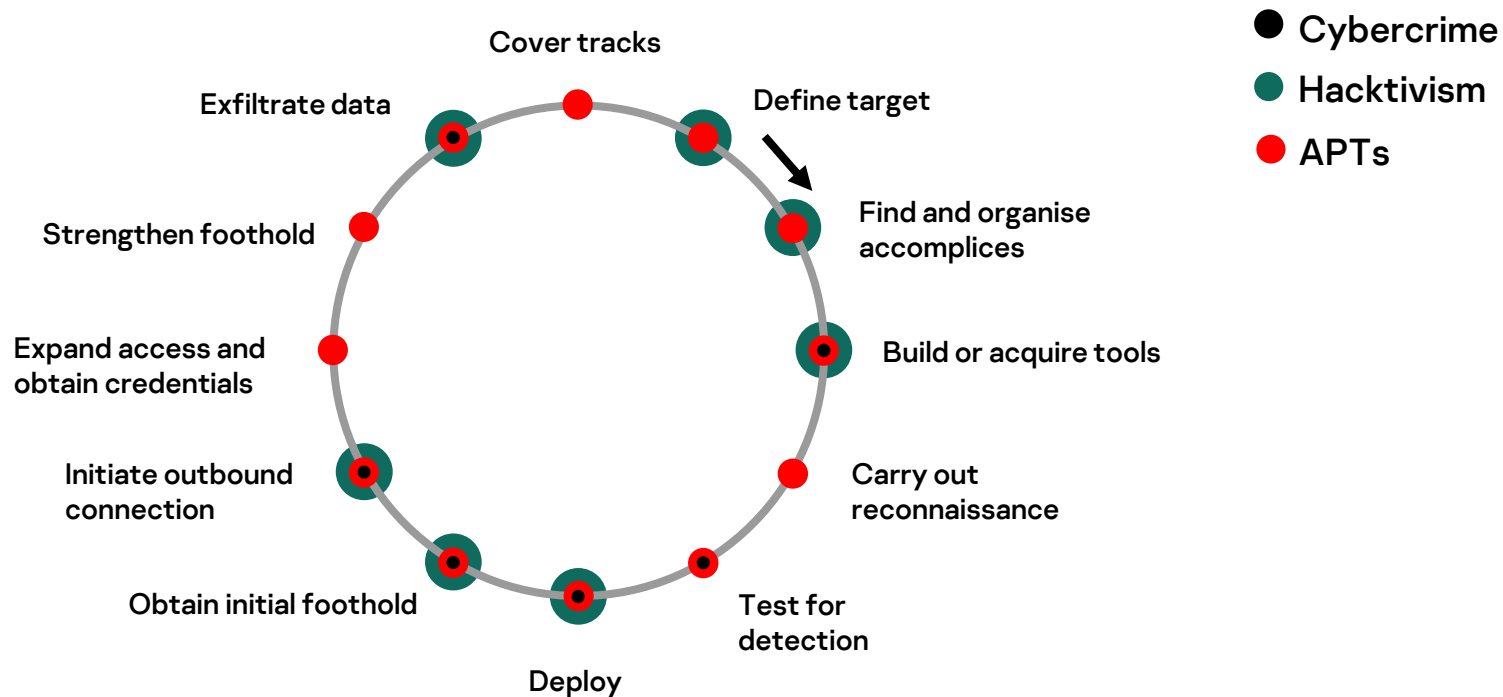 Cover tracks
Define target
Find and organise
accomplices
Build or acquire tools
Carry out
reconnaissance
Test for
detection
Deploy
Obtain initial foothold
Initiate outbound
connection
Expand access and
obtain credentials
Strengthen foothold
Exfiltrate data
Cybercrime
Hacktivism
APTs